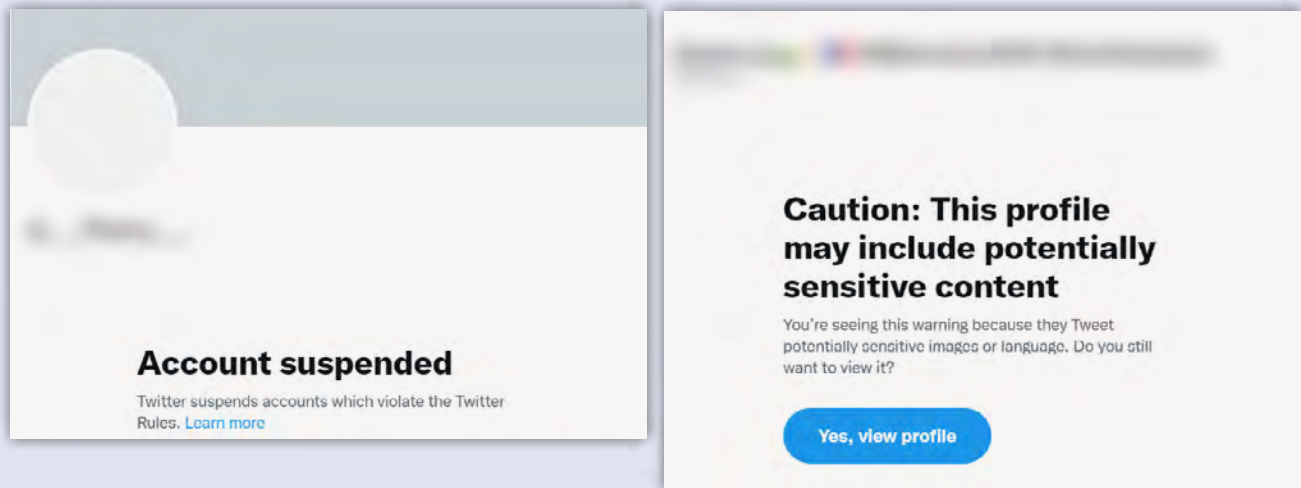 Account suspended
Twitter suspends accounts which violate the Twitter
Rules. Learn more
Caution: This profile
may include potentially
sensitive content
You're seeing this warning because they Tweet
potentially sensitive images or language. Do you still
want to view it?
Yes, view profile